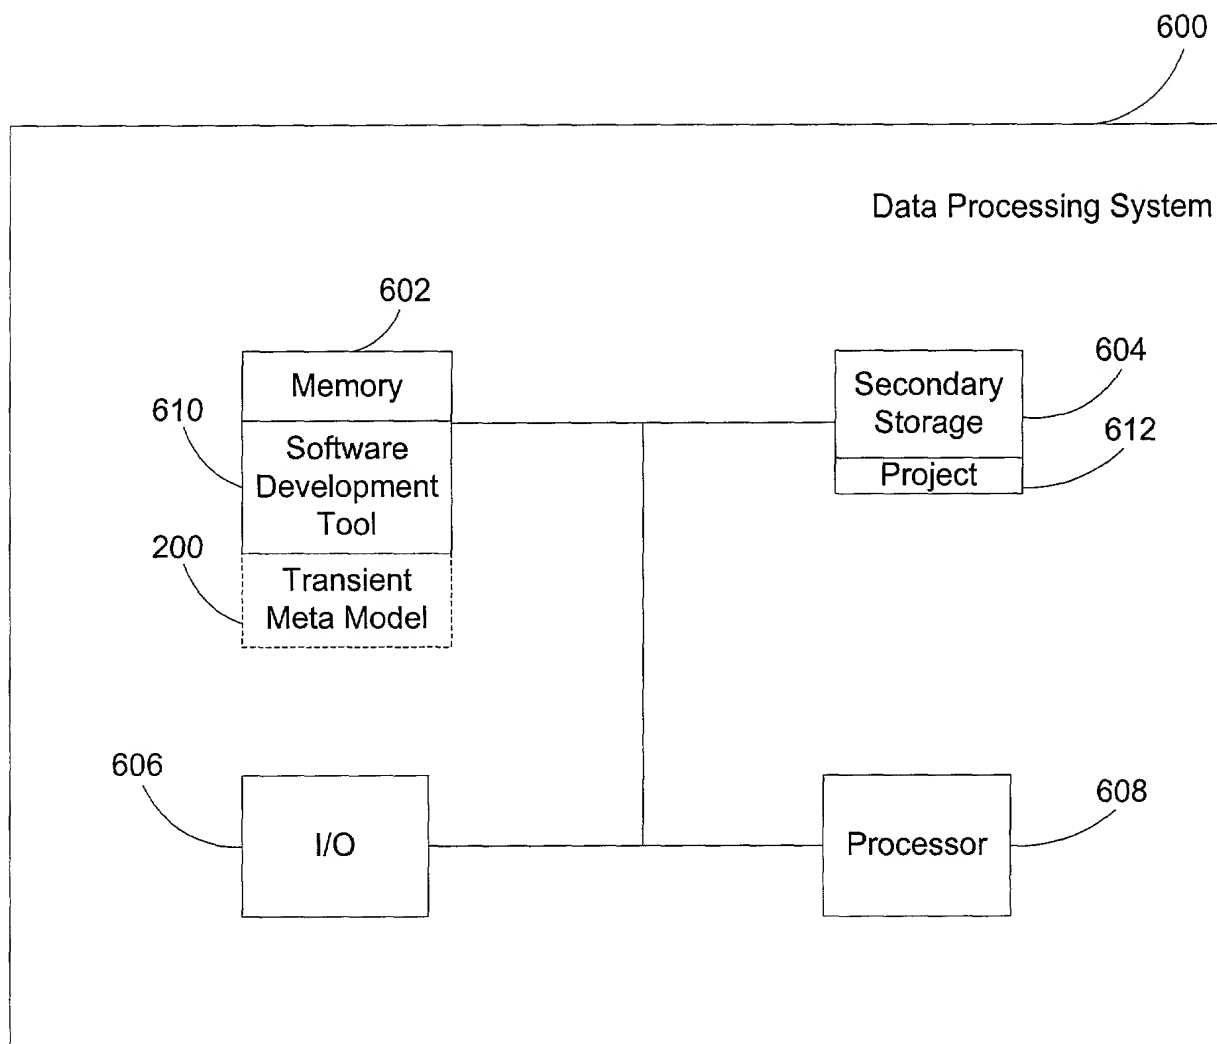 600
Data Processing System
602
Memory
610
Software
Development
Tool
200
Transient
Meta Model
604
Secondary
Storage
612
Project
606
I/O
608
Processor